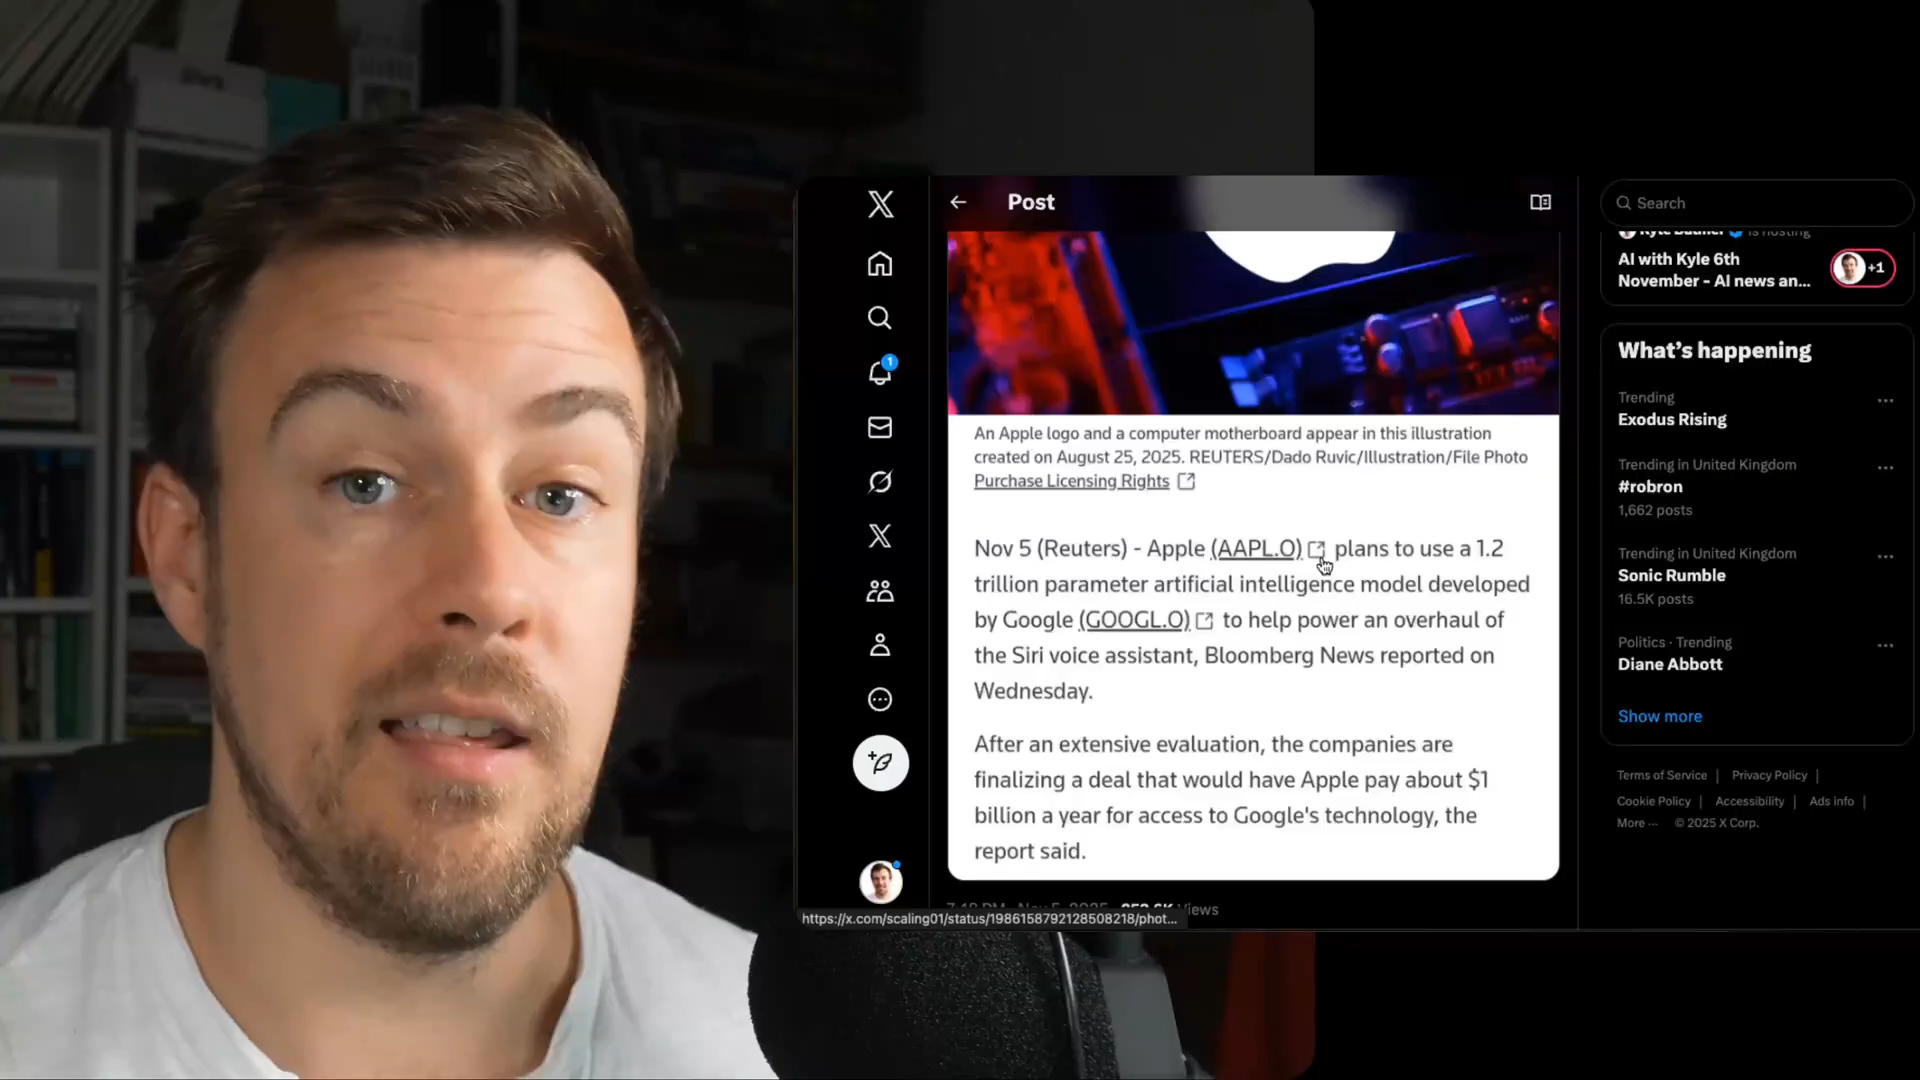 Post
An Apple logo and a computer motherboard appear in this illustration
created on August 25, 2025. REUTERS/Dado Ruvic/Illustration/File Photo
Purchase Licensing Rights
Nov 5 (Reuters) - Apple (AAPL.O) plans to use a 1.2
trillion parameter artificial intelligence model developed
by Google (GOOGL.O) to help power an overhaul of
the Siri voice assistant, Bloomberg News reported on
Wednesday.
After an extensive evaluation, the companies are
finalizing a deal that would have Apple pay about $1
billion a year for access to Google's technology, the
report said.
Views
https://x.com/scaling01/status/1986158792128508218/phot...
1
Search
is hosting
AI with Kyle 6th
November - AI news an...
+1
What's happening
Trending
Exodus Rising
Trending in United Kingdom
#robron
1,662 posts
Trending in United Kingdom
Sonic Rumble
16.5K posts
Politics · Trending
Diane Abbott
Show more
Terms of Service | Privacy Policy |
Cookie Policy | Accessibility | Ads info |
More ··· © 2025 X Corp.